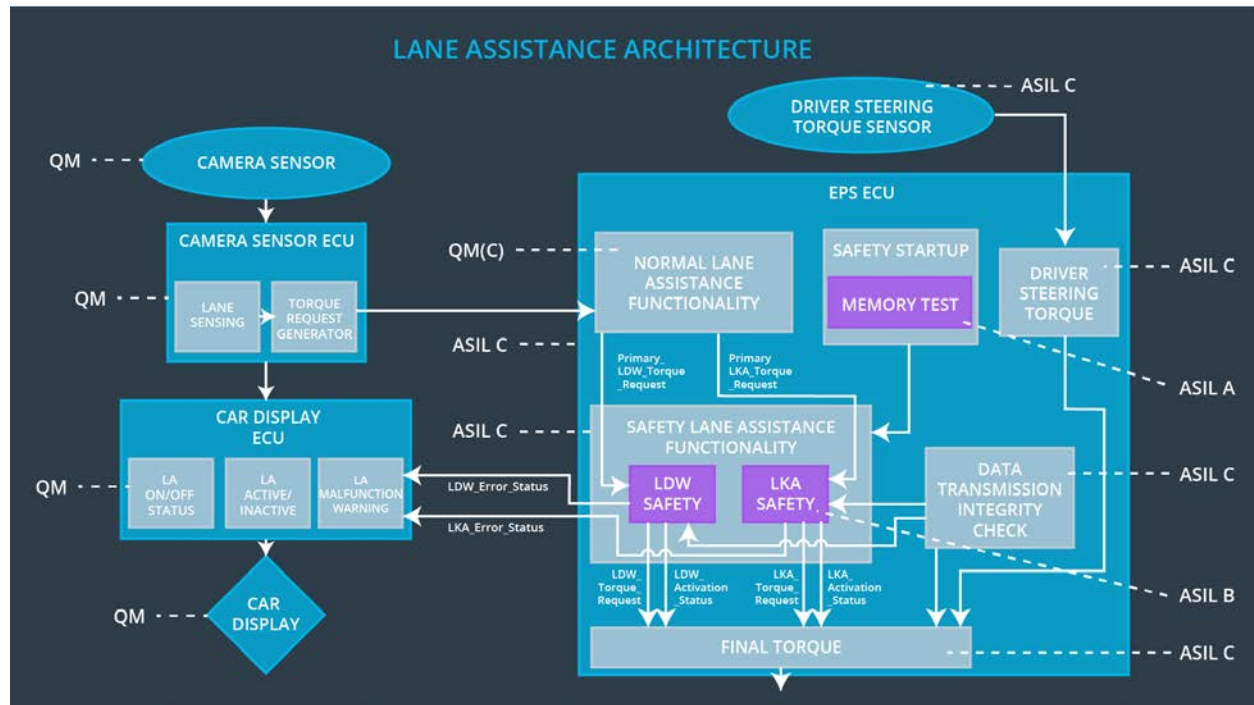 LANE ASSISTANCE ARCHITECTURE
ASIL C
DRIVER STEERING
TORQUE SENSOR
QM
CAMERA SENSOR
EPS ECU
CAMERA SENSOR ECU
QM
LANE
SENSING
TORQUE
REQUEST
GENERATOR
QM(C)
NORMAL LANE
ASSISTANCE
FUNCTIONALITY
SAFETY STARTUP
MEMORY TEST
DRIVER
STEERING
TORQUE
ASIL C
ASIL C
ASIL A
Primary_
LDW_Torque
_Request
Primary
LKA_Torque
_Request
CAR DISPLAY
ECU
QM
LA
ON/OFF
STATUS
LA
ACTIVE/
INACTIVE
LA
MALFUNCTION
WARNING
ASIL C
SAFETY LANE ASSISTANCE
FUNCTIONALITY
LDW
SAFETY
LKA
SAFETY
DATA
TRANSMISSION
INTEGRITY
CHECK
ASIL C
LDW_Error_Status
LKA_Error_Status
LDW_
Torque_
Request
LDW_
Activation
_Status
LKA_
Torque_
Request
LKA_
Activation
_Status
ASIL B
QM
CAR
DISPLAY
FINAL TORQUE
ASIL C